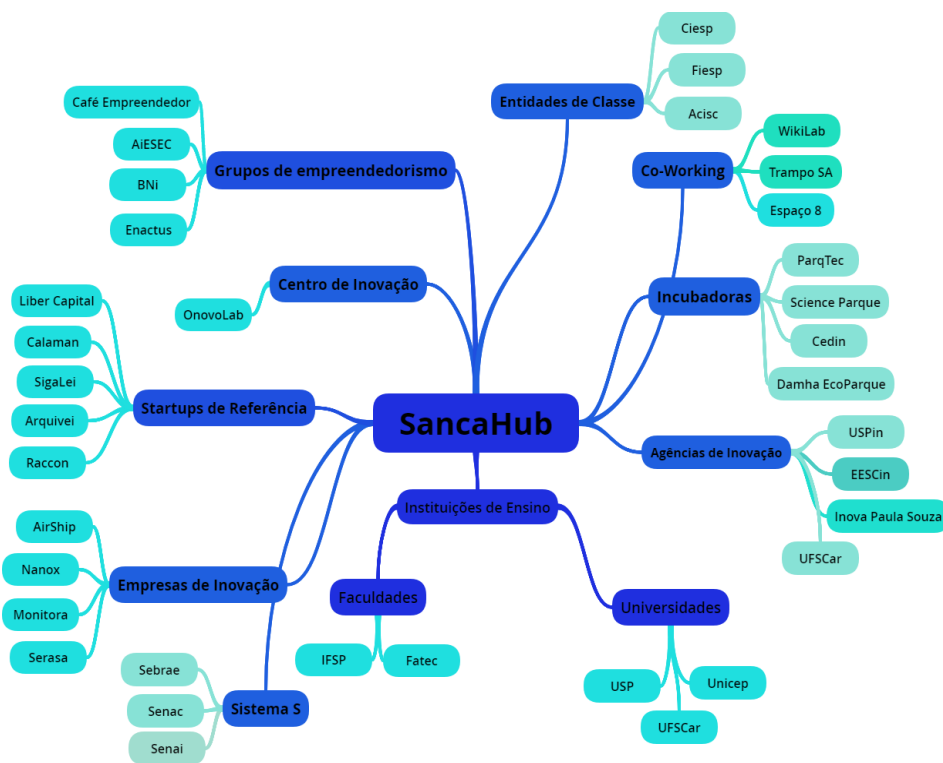 Ciesp
Fiesp
Acisc
Entidades de Classe
Café Empreendedor
AiESEC
BNi
Enactus
Grupos de empreendedorismo
Co-Working
WikiLab
Trampo SA
Espaço 8
Centro de Inovação
OnovoLab
Incubadoras
ParqTec
Science Parque
Cedin
Damha EcoParque
Liber Capital
Calaman
SigaLei
Arquivei
Raccon
Startups de Referência
SancaHub
Agências de Inovação
USPin
EESCin
Inova Paula Souza
UFSCar
Instituições de Ensino
AirShip
Nanox
Monitora
Serasa
Empresas de Inovação
Faculdades
IFSP
Fatec
Universidades
USP
Unicep
UFSCar
Sebrae
Senac
Senai
Sistema S